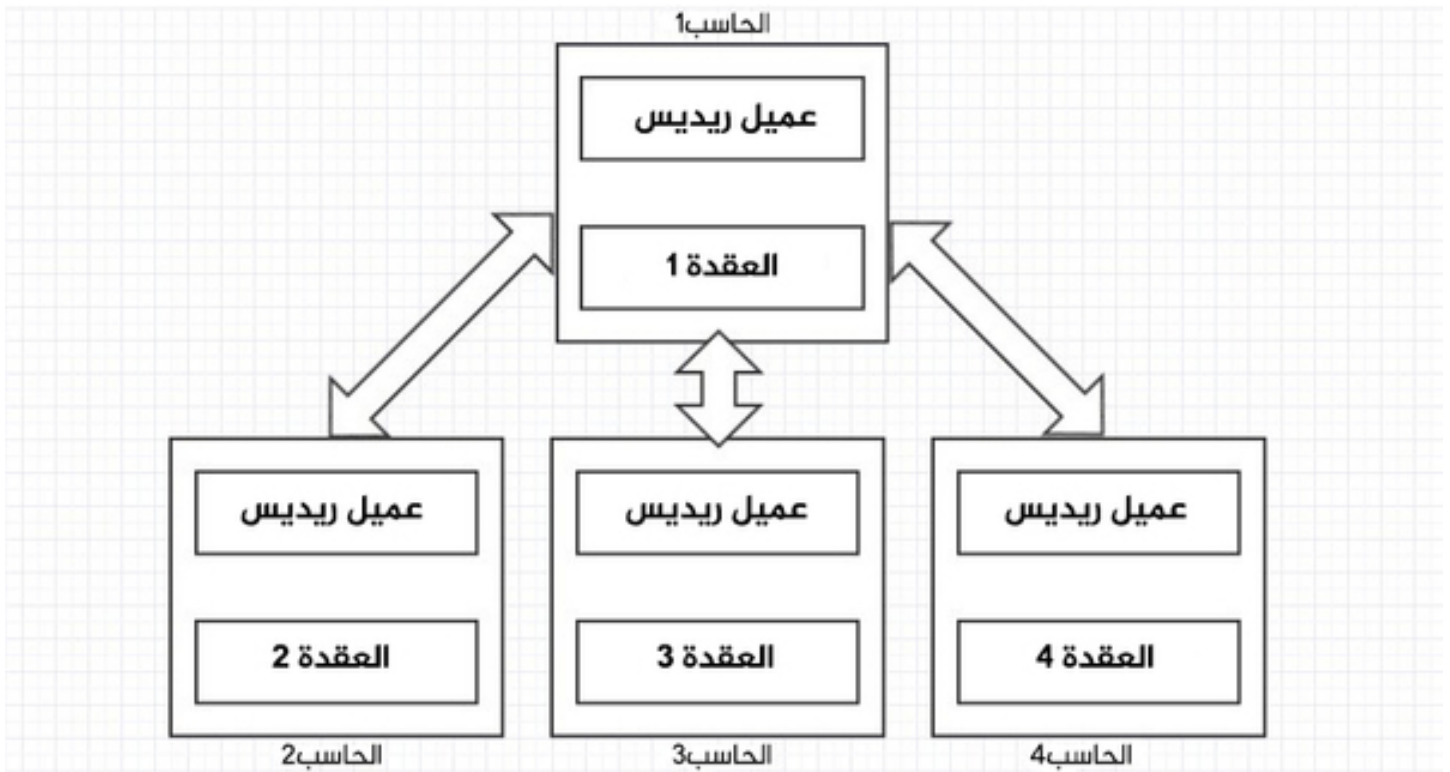 الحاسب1
عميل ريديس
العقدة 1
عميل ريديس
عميل ريديس
عميل ريديس
العقدة 2
العقدة 3
العقدة 4
الحاسب2
الحاسب3
الحاسب4